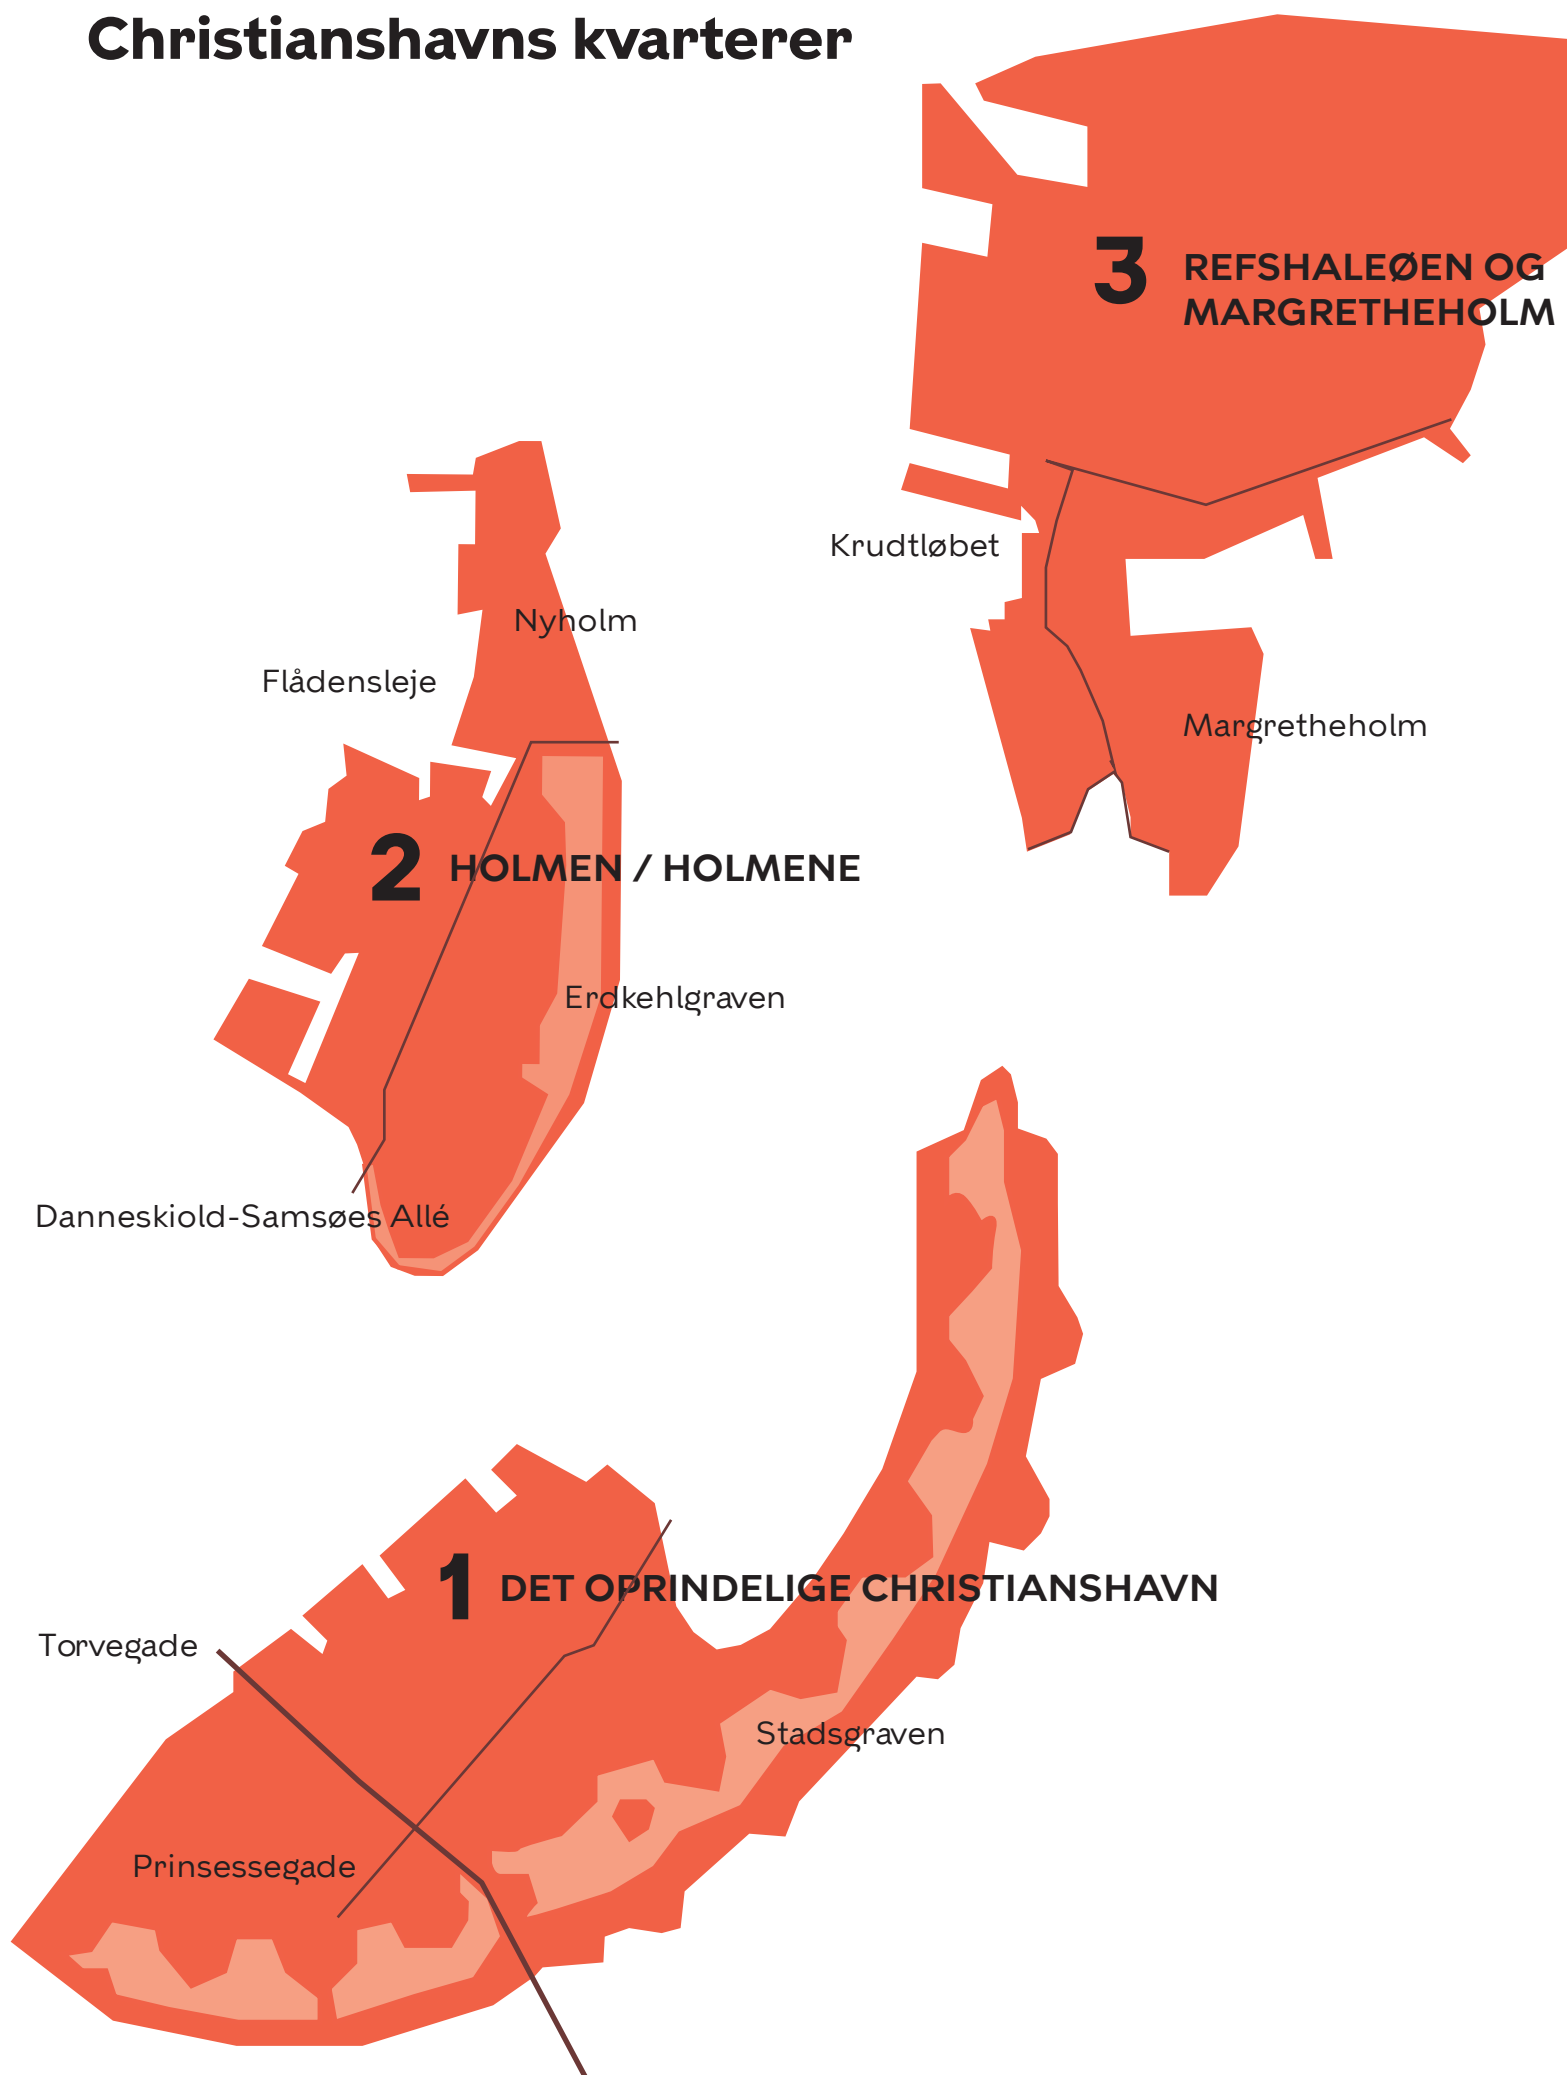 Christianshavns kvarterer
3
REFSHALEØEN OG
MARGRETHEHOLM
Krudtløbet
Nyholm
Flådensleje
Margretheholm
2
HOLMEN / HOLMENE
Erdkehlgraven
Danneskiold-Samsøes Allé
1
DET OPRINDELIGE CHRISTIANSHAVN
Torvegade
Stadsgraven
Prinsessegade